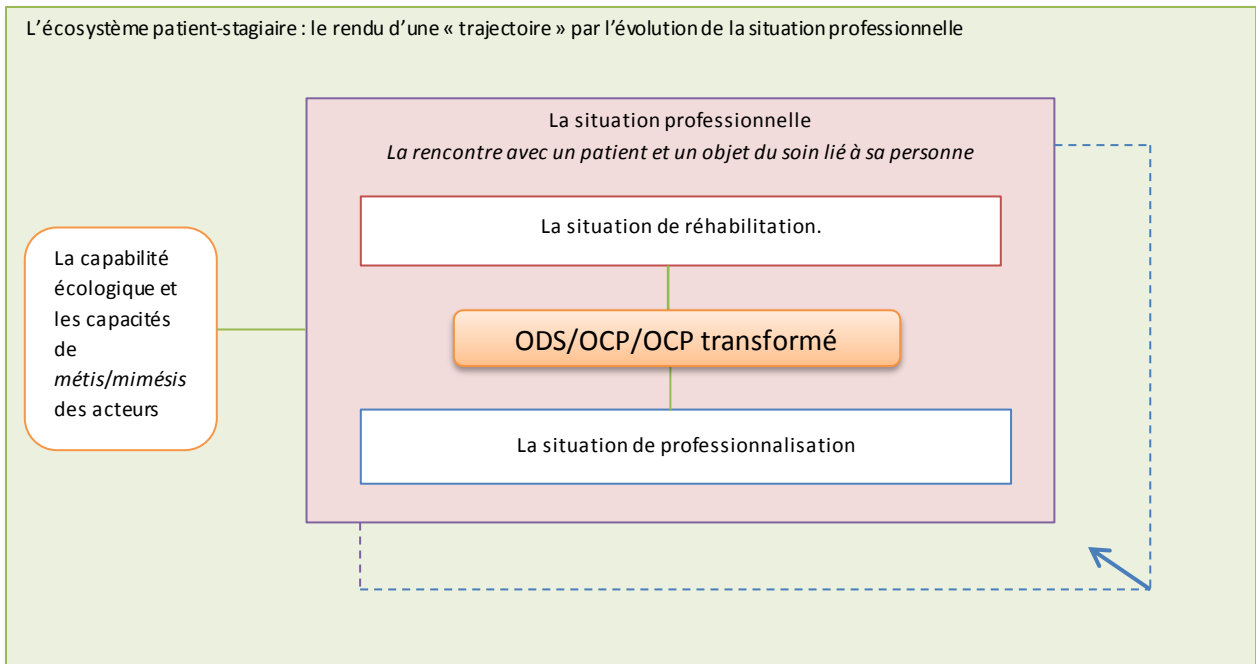 L'écosystème patient-stagiaire : le rendu d'une « trajectoire » par l'évolution de la situation professionnelle
La situation professionnelle
La rencontre avec un patient et un objet du soin lié à sa personne
La situation de réhabilitation.
La capabilité
écologique et
les capacités
de
métis/mimésis
des acteurs
ODS/OCP/OCP transformé
La situation de professionnalisation